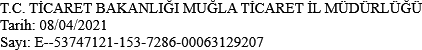 T.C. TİCARET BAKANLIĞI MUĞLA TİCARET İL MÜDÜRLÜĞÜ
Tarih: 08/04/2021
Sayı: E--53747121-153-7286-00063129207